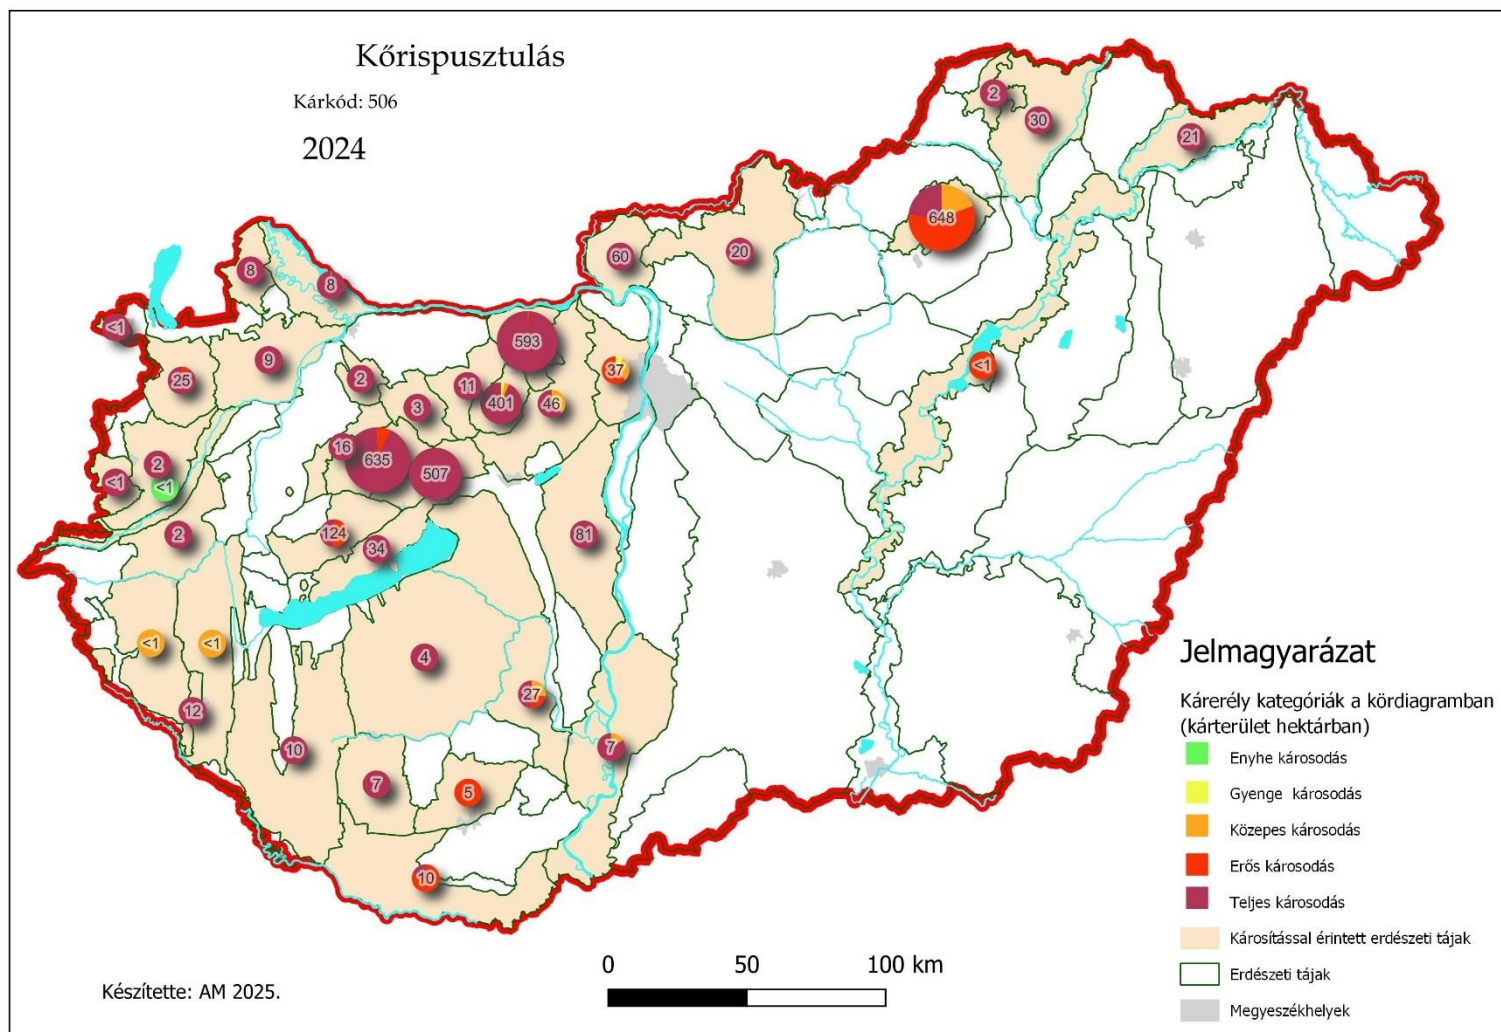 Kőrispusztulás
Kárkód: 506
2024
2
30
21
648
60
20
8
8
<1
593
9
25
2
11
37
<1
3
401
46
16
635
507
2
<1
<1
2
124
34
81
<1
<1
4
27
12
10
7
7
5
10
Jelmagyarázat
Kárerély kategóriák a kördiagramban
(kárterület hektárban)
Enyhe károsodás
Gyenge károsodás
Közepes károsodás
Erős károsodás
Teljes károsodás
Károsítással érintett erdészeti tájak
Erdészeti tájak
Megyeszékhelyek
0 50 100 km
Készítette: AM 2025.